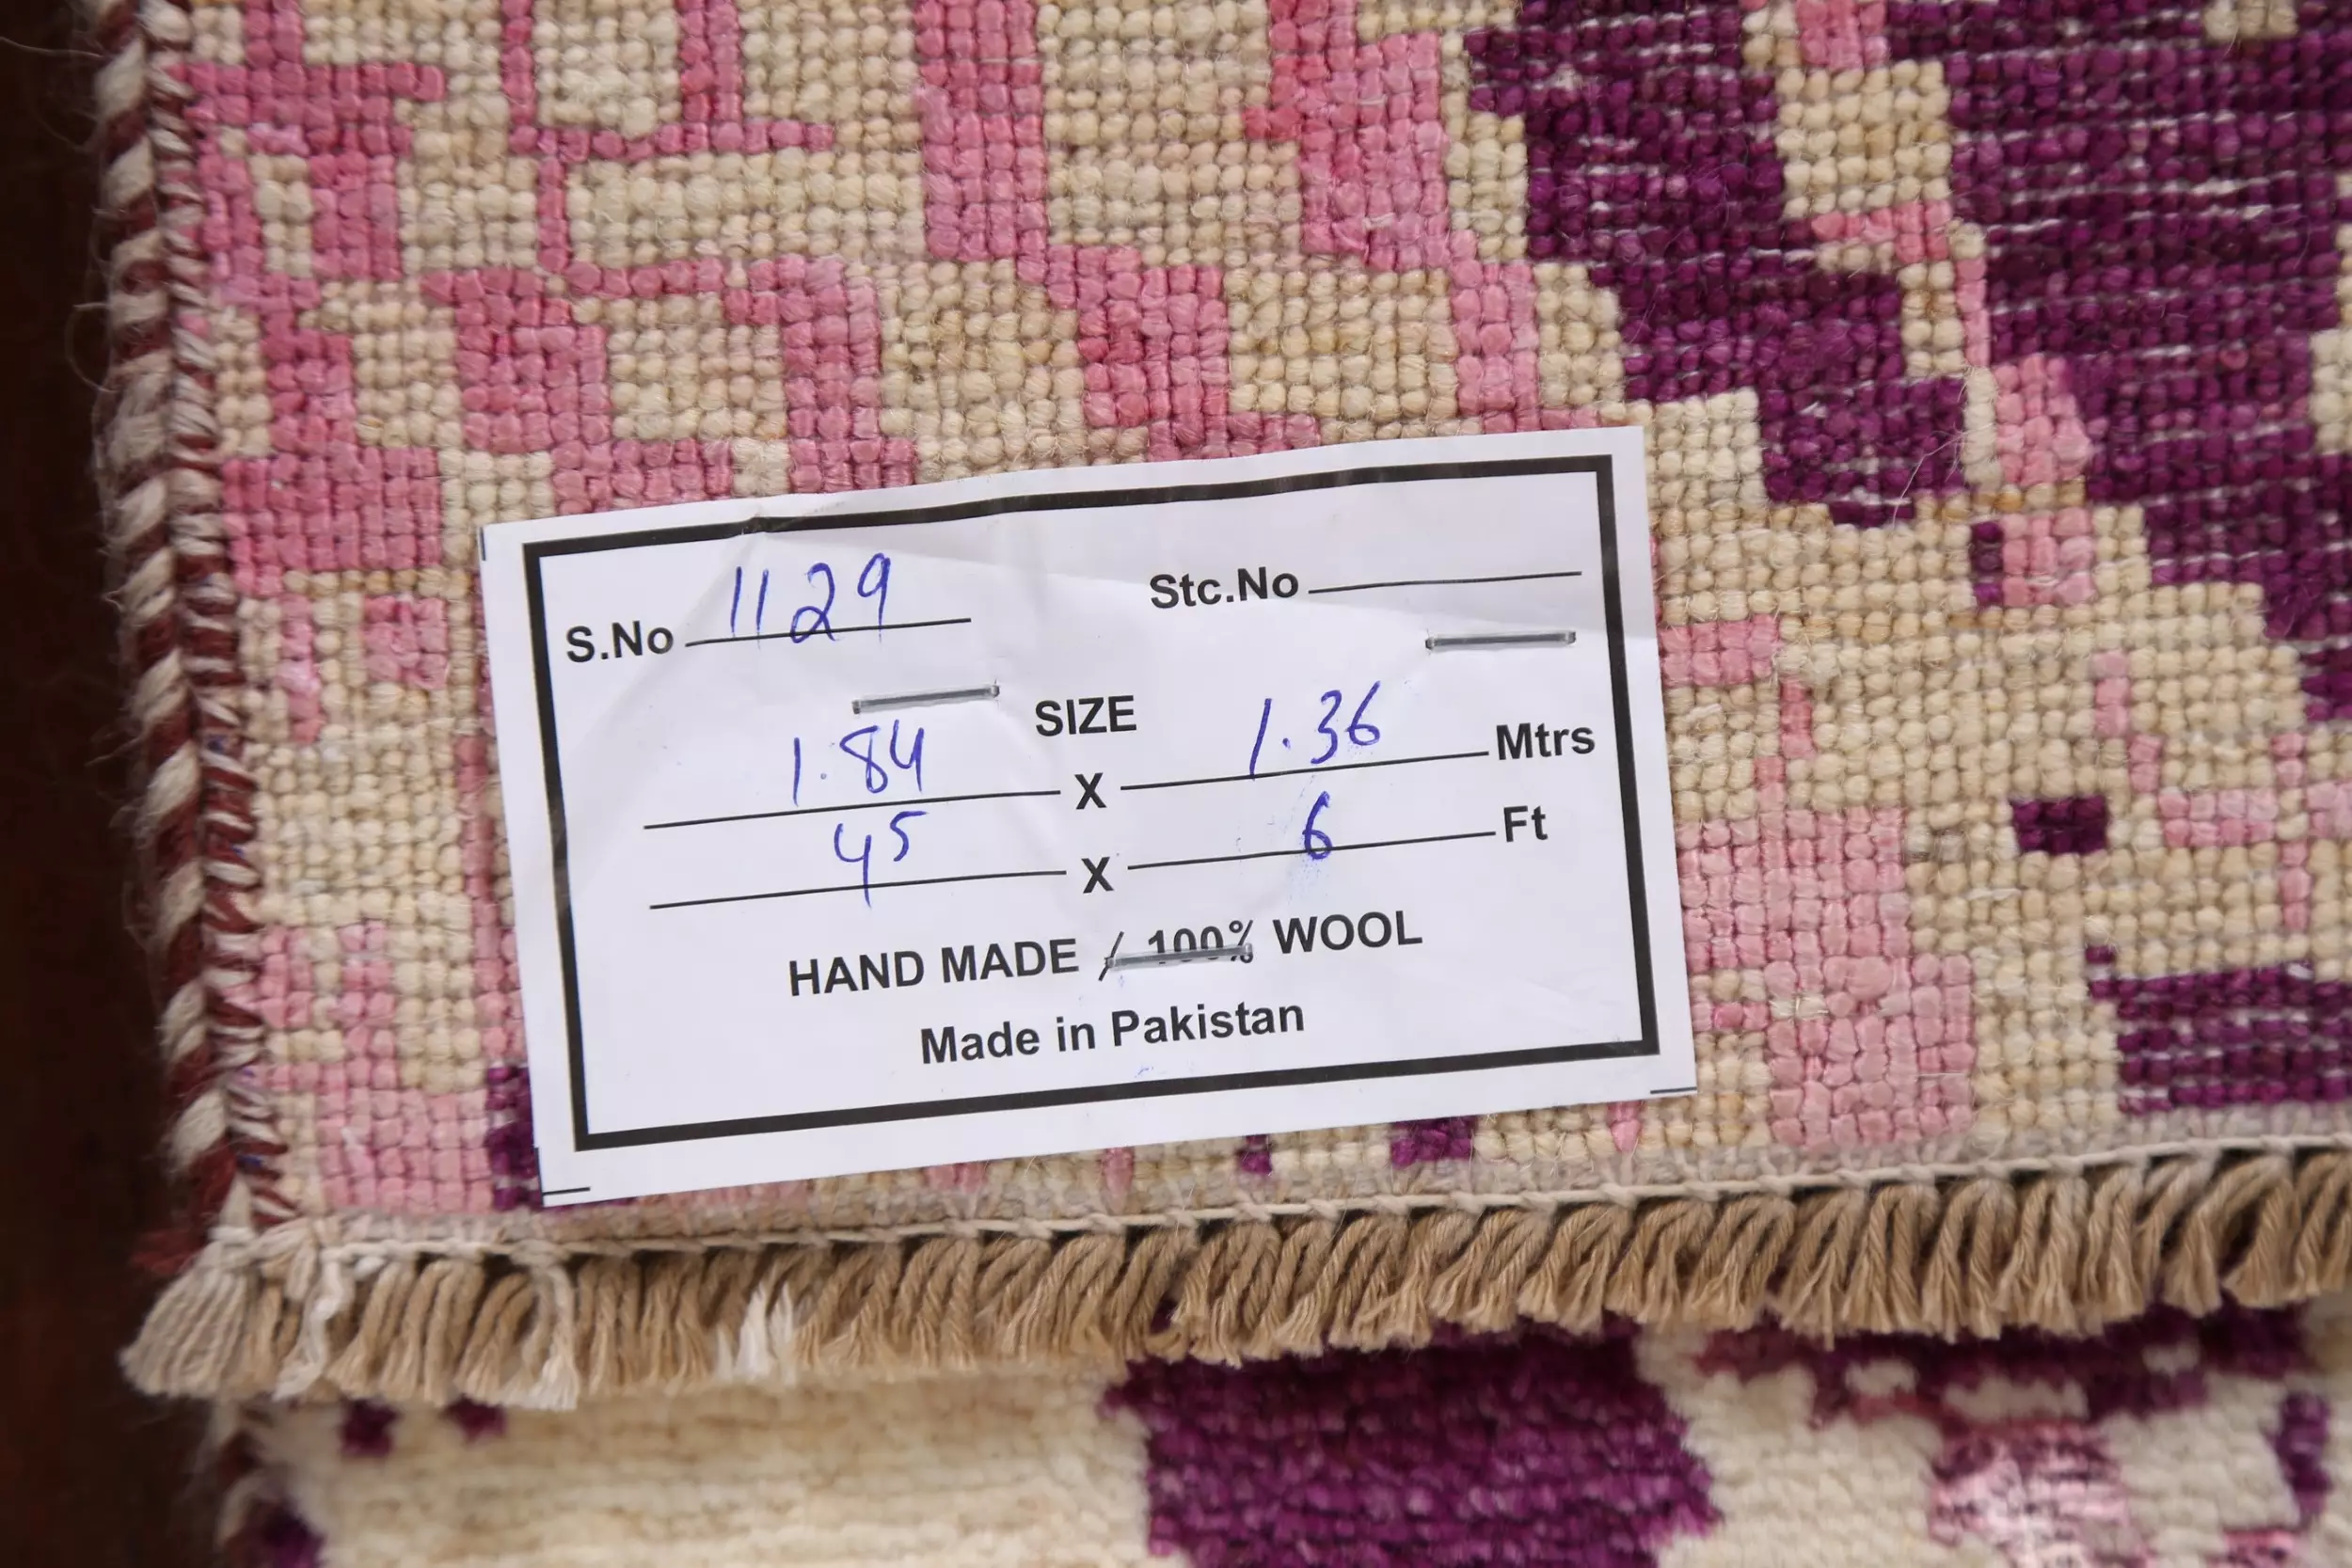 S.No 1129 Stc.No
SIZE
1.84 X 1.36 Mtrs
45 X 6 Ft
HAND MADE / 100% WOOL
Made in Pakistan